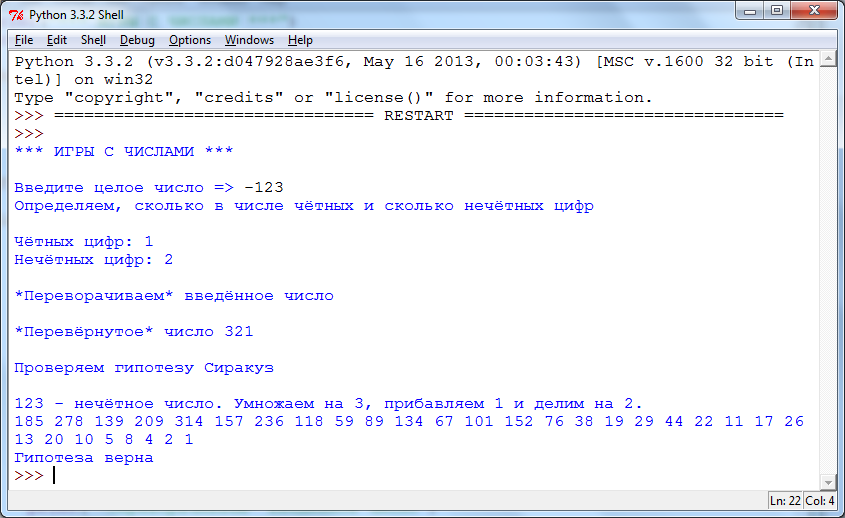 Python 3.3.2 Shell
File Edit Shell Debug Options Windows Help
Python 3.3.2 (v3.3.2:d047928ae3f6, May 16 2013, 00:03:43) [MSC v.1600 32 bit (In
tel)] on win32
Type "copyright", "credits" or "license()" for more information.
>>> ================================ RESTART ================================
>>>
*** ИГРЫ С ЧИСЛАМИ ***
Введите целое число => -123
Определяем, сколько в числе чётных и сколько нечётных цифр
Чётных цифр: 1
Нечётных цифр: 2
*Переворачиваем* введённое число
*Перевёрнутое* число 321
Проверяем гипотезу Сиракуз
123 - нечётное число. Умножаем на 3, прибавляем 1 и делим на 2.
185 278 139 209 314 157 236 118 59 89 134 67 101 152 76 38 19 29 44 22 11 17 26
13 20 10 5 8 4 2 1
Гипотеза верна
>>>
Ln: 22 Col: 4